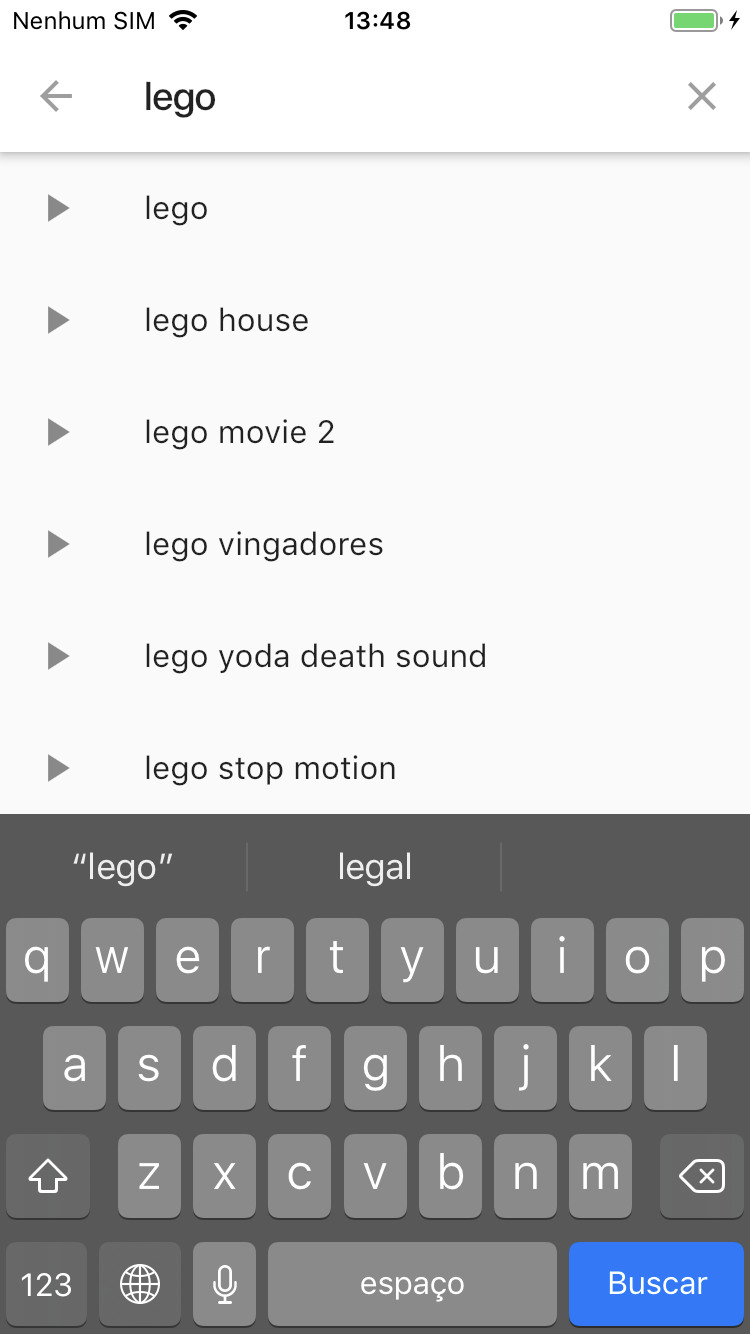 Nenhum SIM 13:48
lego
lego
lego house
lego movie 2
lego vingadores
lego yoda death sound
lego stop motion
“lego” legal
q w e r t y u i o p
a s d f g h j k l
z x c v b n m
123 espaço Buscar